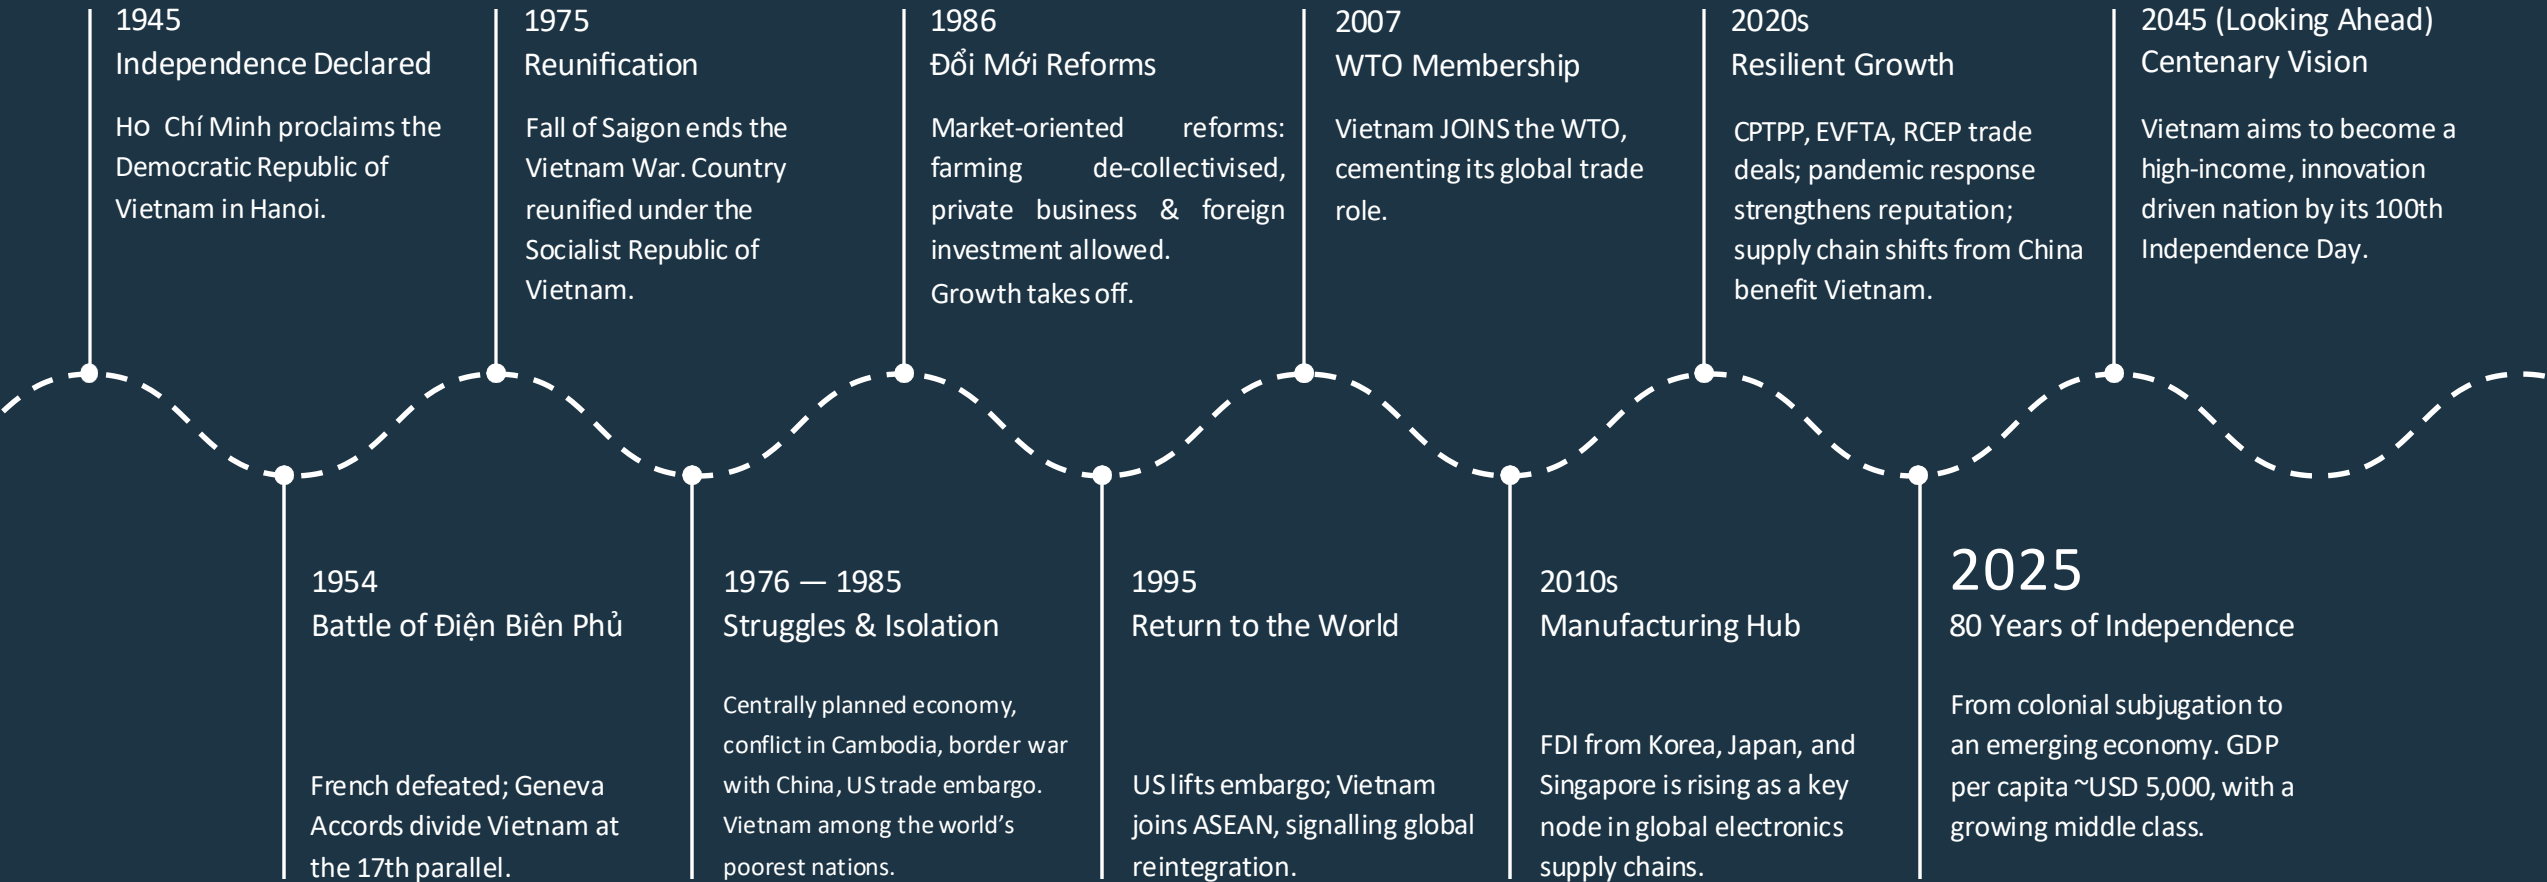 1945
Independence Declared
Ho Chí Minh proclaims the
Democratic Republic of
Vietnam in Hanoi.
1954
Battle of Điện Biên Phủ
French defeated; Geneva
Accords divide Vietnam at
the 17th parallel.
1975
Reunification
Fall of Saigon ends the
Vietnam War. Country
reunified under the
Socialist Republic of
Vietnam.
1976 — 1985
Struggles & Isolation
Centrally planned economy,
conflict in Cambodia, border war
with China, US trade embargo.
Vietnam among the world’s
poorest nations.
1986
Đổi Mới Reforms
Market-oriented reforms:
farming de-collectivised,
private business & foreign
investment allowed.
Growth takes off.
1995
Return to the World
US lifts embargo; Vietnam
joins ASEAN, signalling global
reintegration.
2007
WTO Membership
Vietnam JOINS the WTO,
cementing its global trade
role.
2010s
Manufacturing Hub
FDI from Korea, Japan, and
Singapore is rising as a key
node in global electronics
supply chains.
2020s
Resilient Growth
CPTPP, EVFTA, RCEP trade
deals; pandemic response
strengthens reputation;
supply chain shifts from China
benefit Vietnam.
2025
80 Years of Independence
From colonial subjugation to
an emerging economy. GDP
per capita ~USD 5,000, with a
growing middle class.
2045 (Looking Ahead)
Centenary Vision
Vietnam aims to become a
high-income, innovation
driven nation by its 100th
Independence Day.